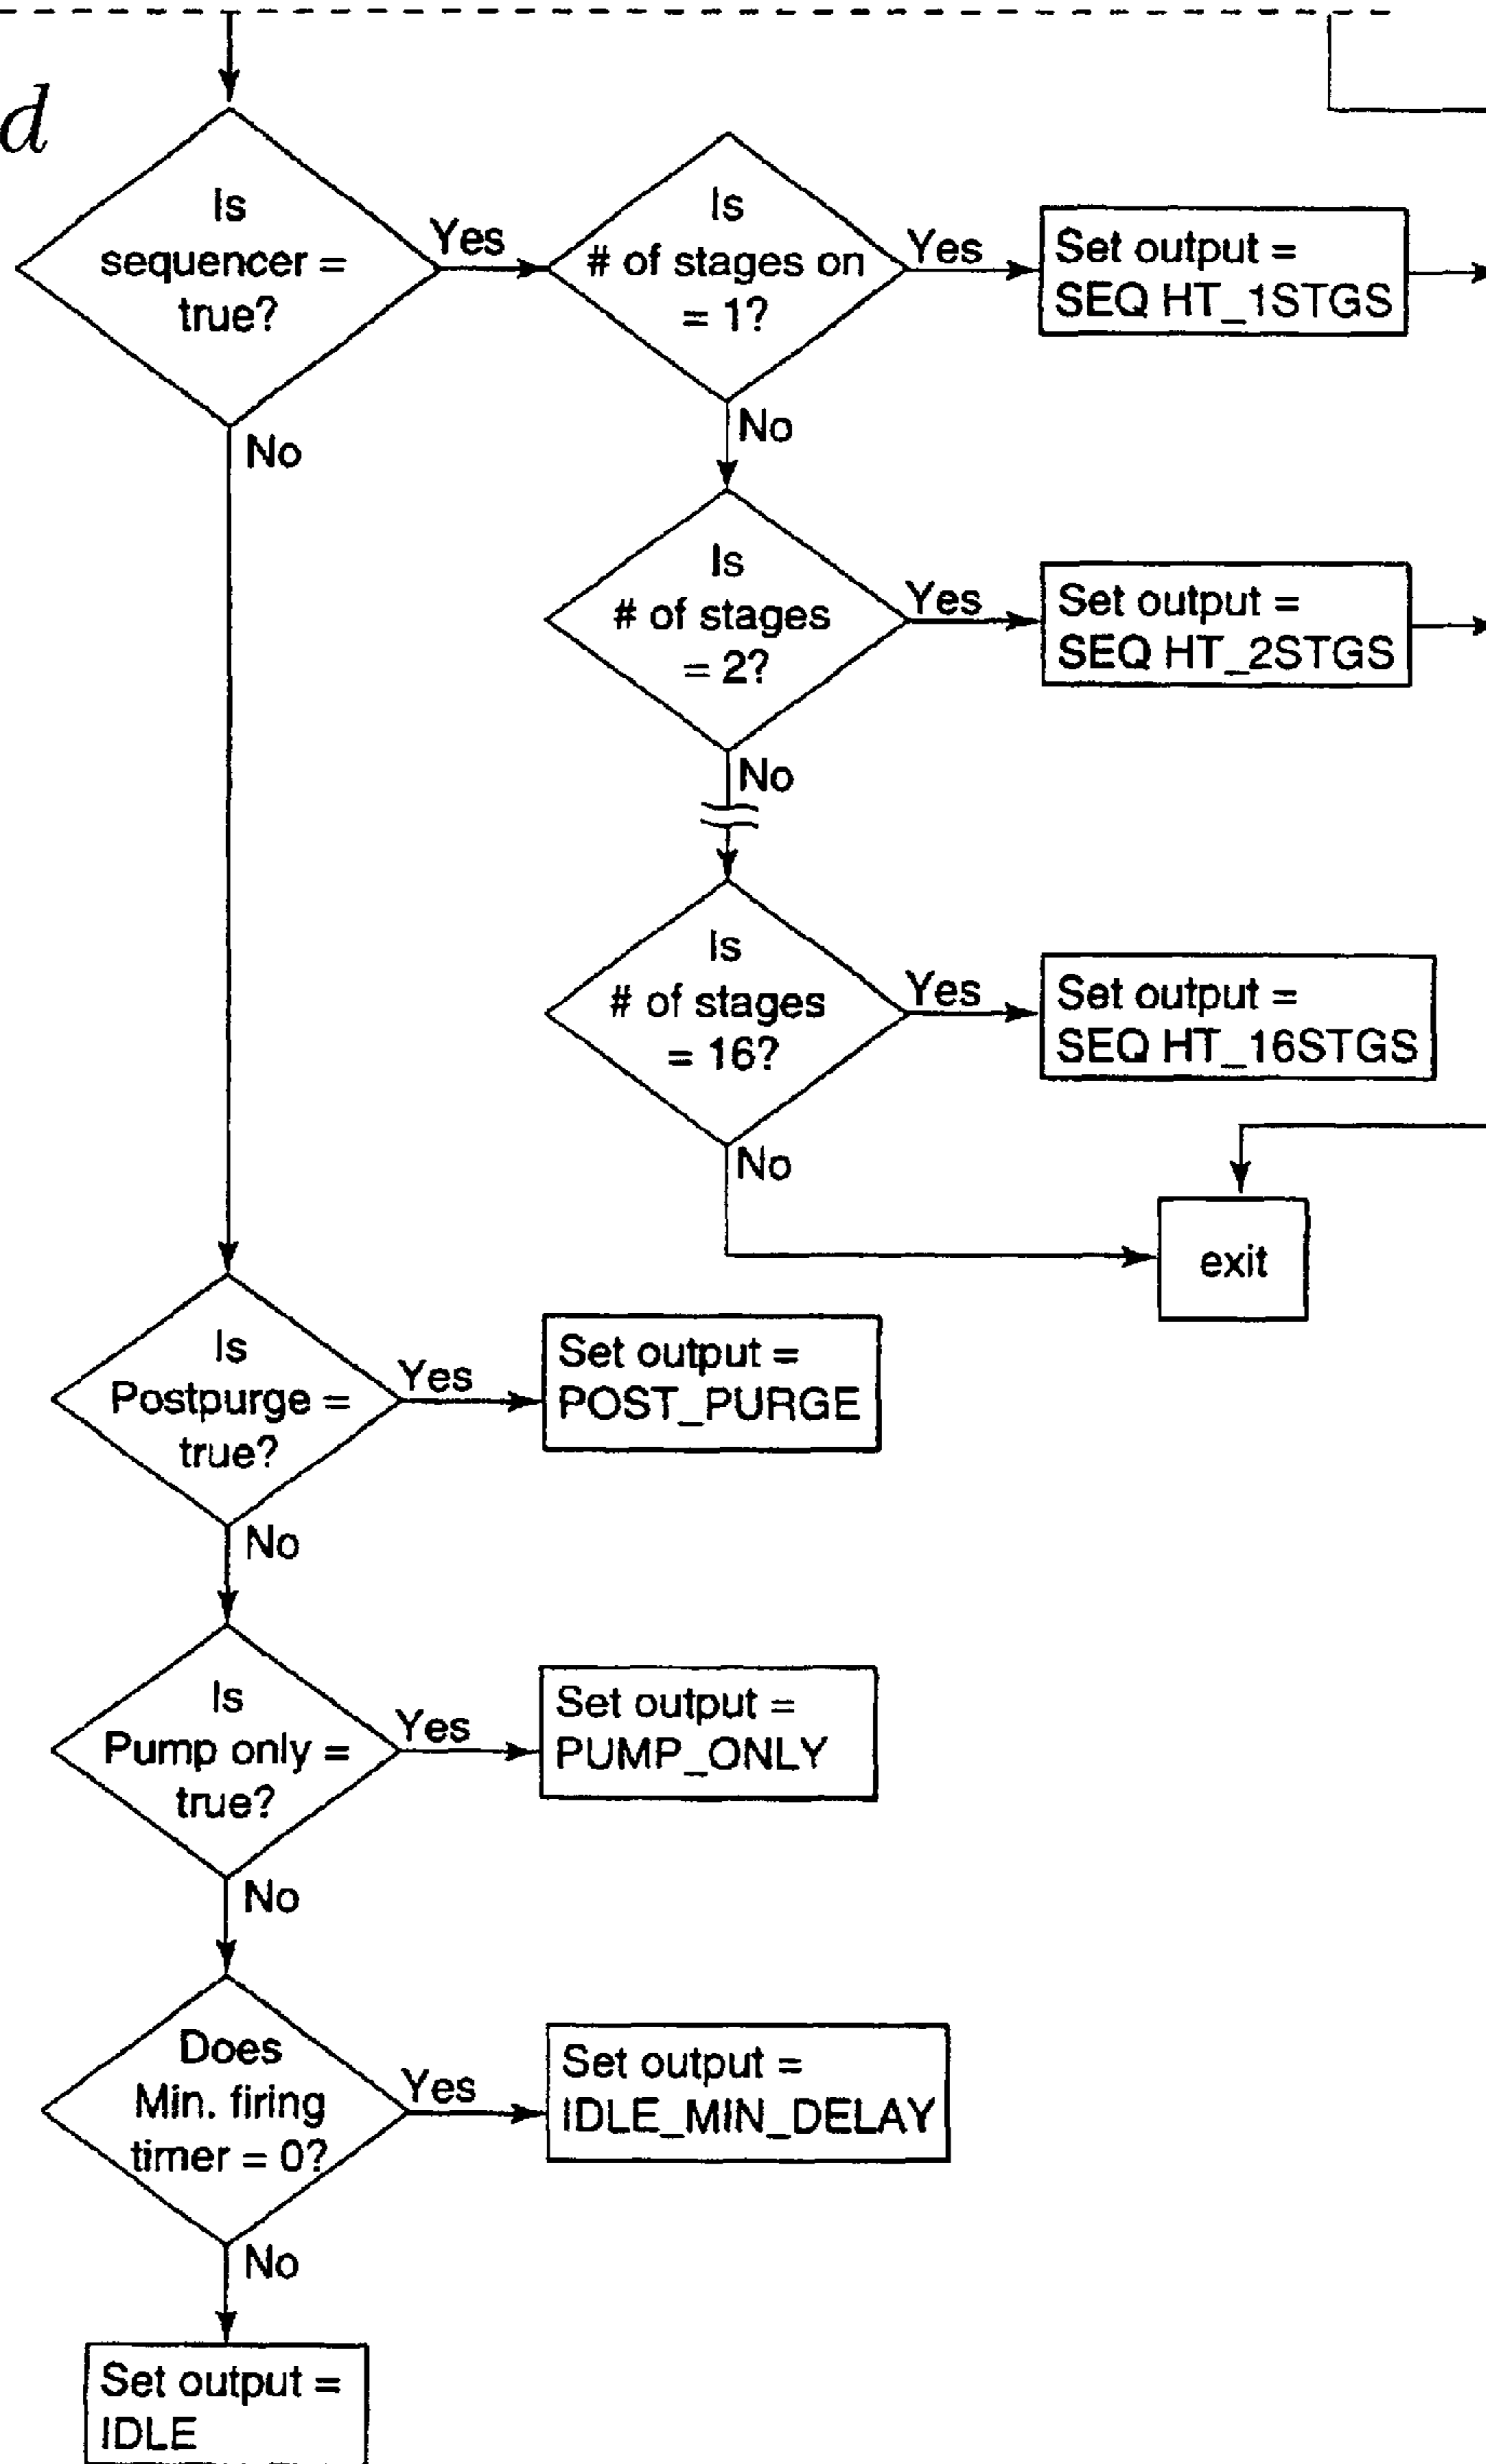 d
Is
sequencer =
true?
Yes
No
Is
# of stages on
= 1?
Yes
No
Set output =
SEQ HT_1STGS
Is
# of stages
= 2?
Yes
No
Set output =
SEQ HT_2STGS
Is
# of stages
= 16?
Yes
No
Set output =
SEQ HT_16STGS
exit
Is
Postpurge =
true?
Yes
No
Set output =
POST_PURGE
Is
Pump only =
true?
Yes
No
Set output =
PUMP_ONLY
Does
Min. firing
timer = 0?
Yes
No
Set output =
IDLE_MIN_DELAY
Set output =
IDLE